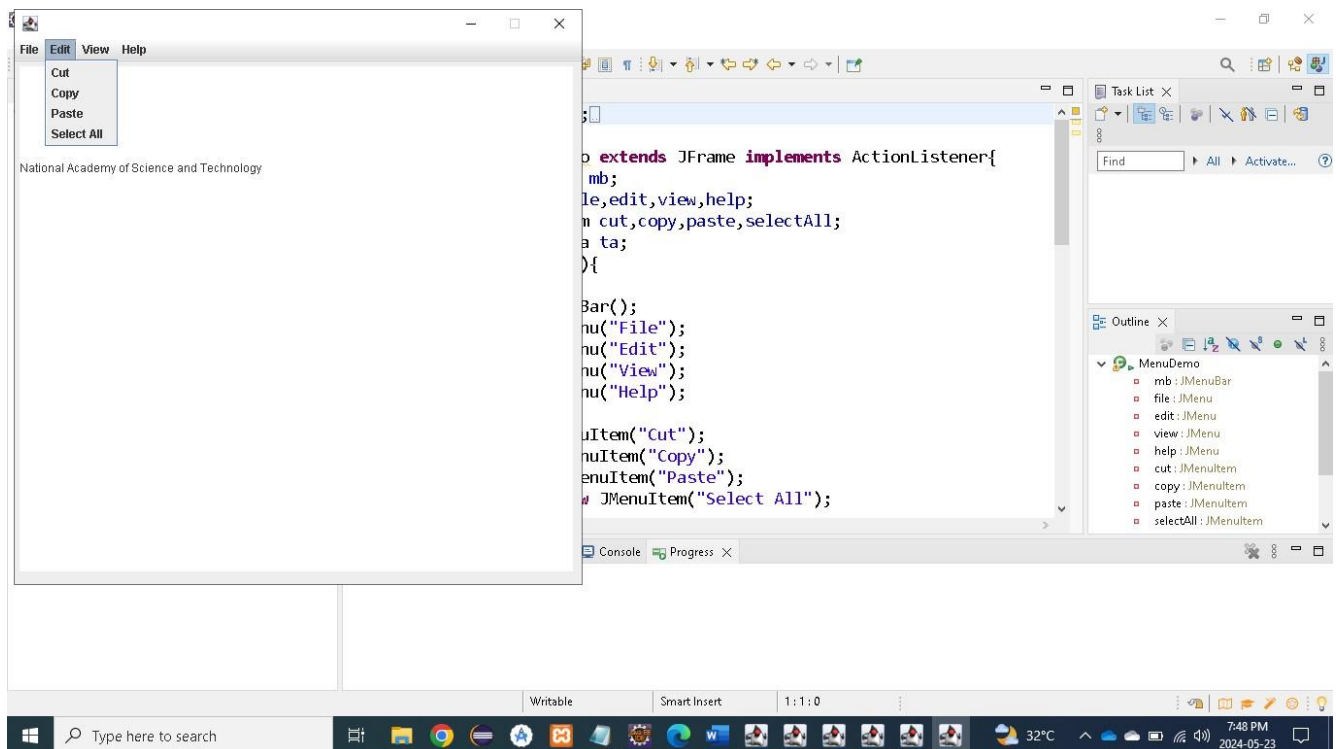 File Edit View Help
Cut
Copy
Paste
Select All
National Academy of Science and Technology
;
o extends JFrame implements ActionListener{
mb;
le,edit,view,help;
m cut,copy,paste,selectAll;
a ta;
){
Bar();
nu("File");
nu("Edit");
nu("View");
nu("Help");
uItem("Cut");
nuItem("Copy");
enuItem("Paste");
w JMenuItem("Select All");
Task List
Find All Activate...
Outline
MenuDemo
mb : JMenuBar
file : JMenu
edit : JMenu
view : JMenu
help : JMenu
cut : JMenuItem
copy : JMenuItem
paste : JMenuItem
selectAll : JMenuItem
Console Progress
Writable Smart Insert 1 : 1 : 0
Type here to search
32°C
7:48 PM
2024-05-23